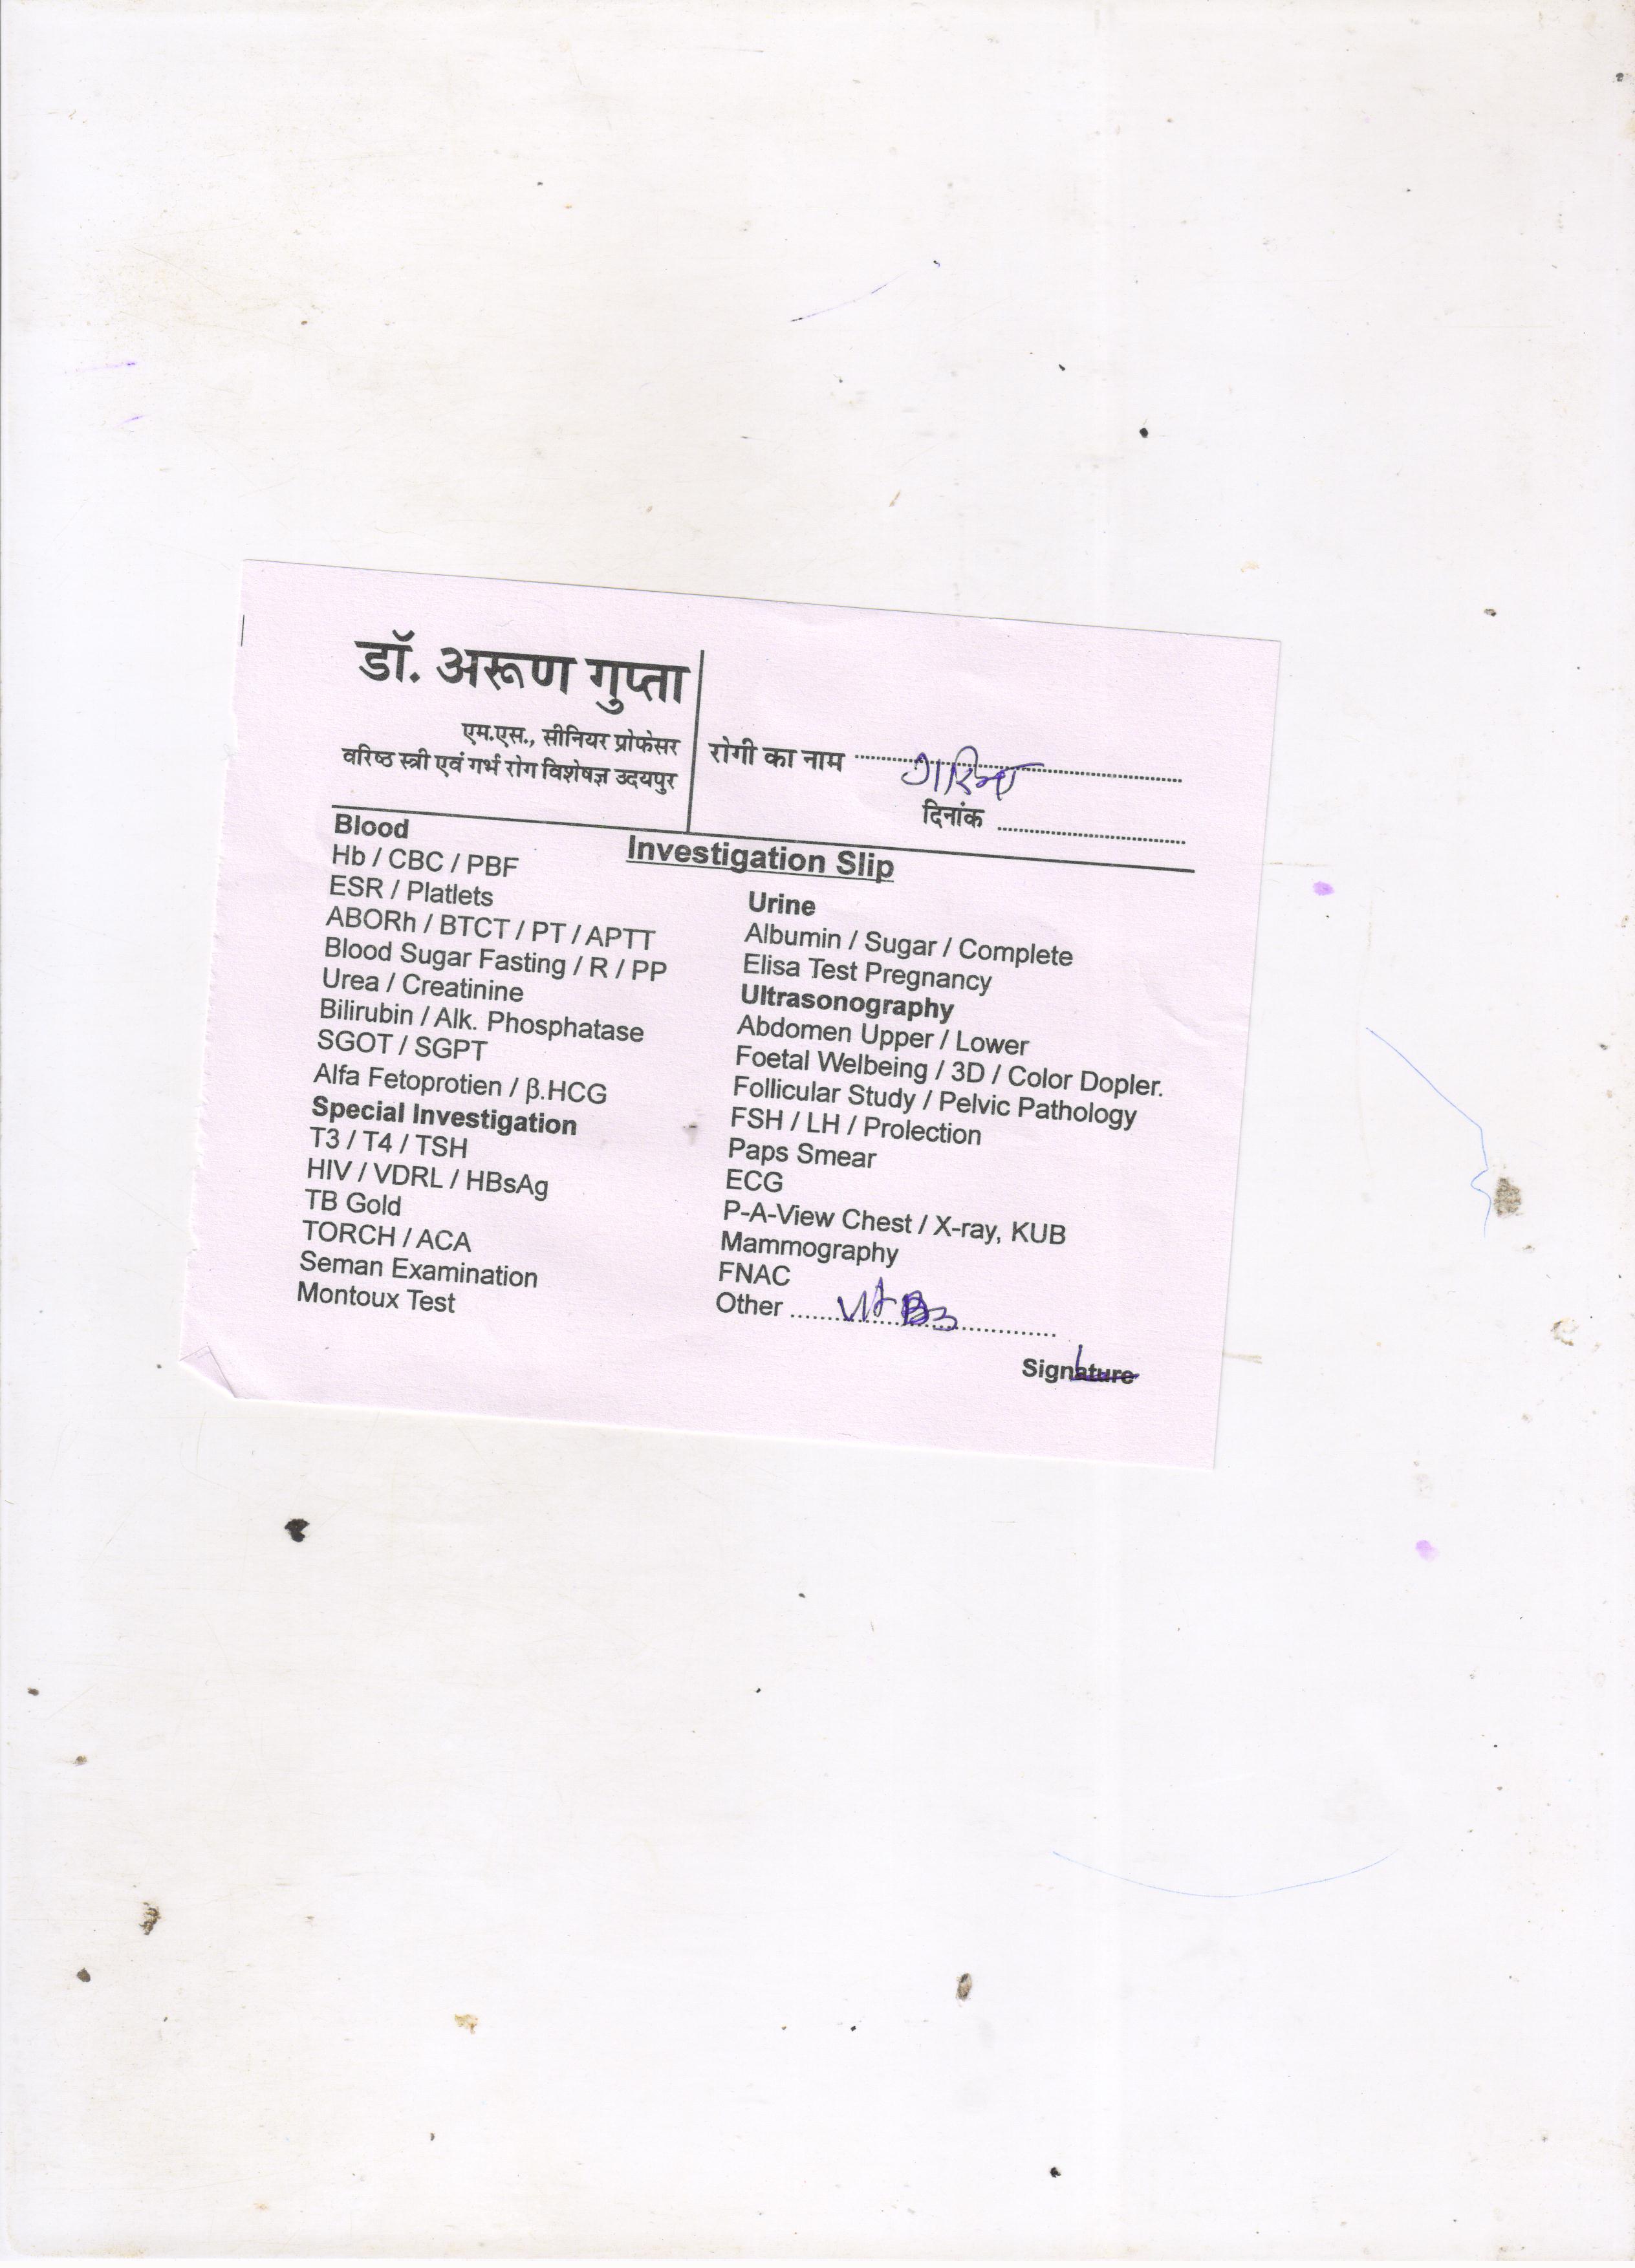 डॉ. अरूण गुप्ता
एम.एस., सीनियर प्रोफेसर
वरिष्ठ स्त्री एवं गर्भ रोग विशेषज्ञ उदयपुर
रोगी का नाम
दिनांक
Investigation Slip
Blood
Hb / CBC / PBF
ESR / Platlets
ABORh / BTCT / PT / APTT
Blood Sugar Fasting / R / PP
Urea / Creatinine
Bilirubin / Alk. Phosphatase
SGOT / SGPT
Alfa Fetoprotien / β.HCG
Special Investigation
T3 / T4 / TSH
HIV / VDRL / HBsAg
TB Gold
TORCH / ACA
Seman Examination
Montoux Test
Urine
Albumin / Sugar / Complete
Elisa Test Pregnancy
Ultrasonography
Abdomen Upper / Lower
Foetal Welbeing / 3D / Color Dopler.
Follicular Study / Pelvic Pathology
FSH / LH / Prolection
Paps Smear
ECG
P-A-View Chest / X-ray, KUB
Mammography
FNAC
Other Vit
Signature